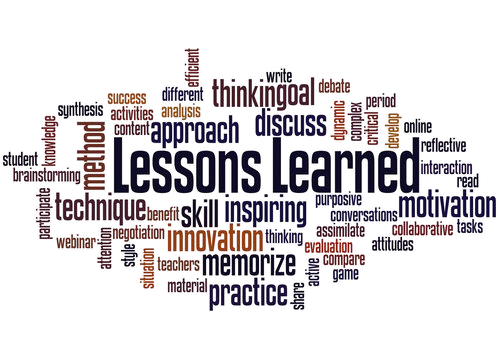 efficient
write
success
different
thinking
goal
debate
synthesis
activities
analysis
dynamic
complex
period
content
approach
discuss
critical
develop
online
knowledge
method
Lessons Learned
reflective
student
brainstorming
interaction
read
participate
technique
benefit
skill
inspiring
purposive
conversations
motivation
webinar
attention
negotiation
innovation
thinking
assimilate
collaborative
tasks
style
situation
teachers
memorize
evaluation
compare
attitudes
material
practice
share
active
game